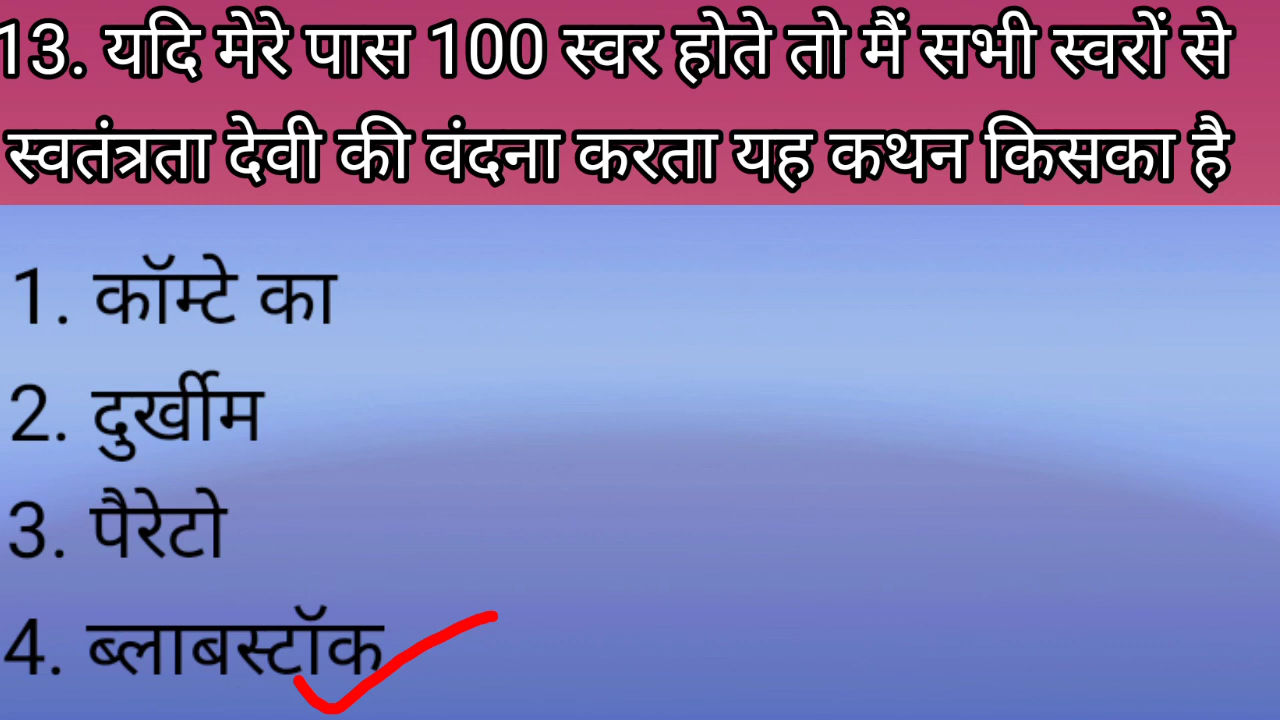 13. यदि मेरे पास 100 स्वर होते तो मैं सभी स्वरों से
स्वतंत्रता देवी की वंदना करता यह कथन किसका है
1. कॉम्टे का
2. दुर्खीम
3. पैरेटो
4. ब्लाबस्टॉक